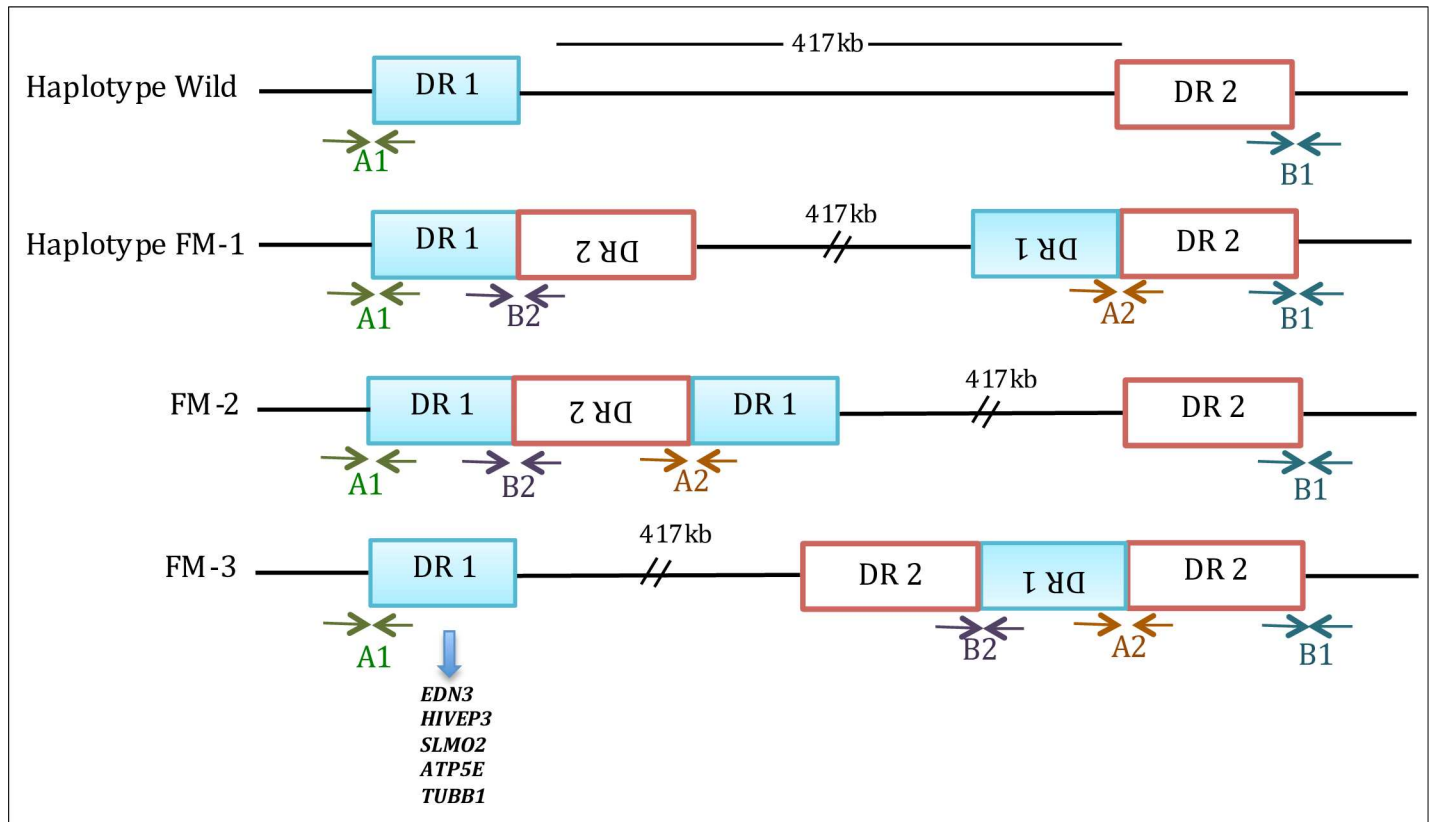 417kb
Haplotype Wild DR 1 DR 2
A1 B1
417kb
Haplotype FM-1 DR 1 DR 2 DR 1 DR 2
A1 B2 A2 B1
417kb
FM-2 DR 1 DR 2 DR 1 DR 2
A1 B2 A2 B1
417kb
FM-3 DR 1 DR 2 DR 1 DR 2
A1 B2 A2 B1
EDN3
HIVEP3
SLMO2
ATP5E
TUBB1